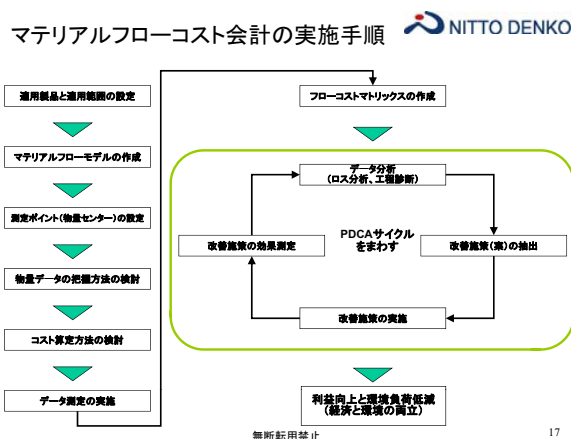 マテリアルフローコスト会計の実施手順
NITTO DENKO
適用製品と適用範囲の設定
マテリアルフローモデルの作成
測定ポイント(物量センター)の設定
物量データの把握方法の検討
コスト算定方法の検討
データ測定の実施
フローコストマトリックスの作成
データ分析
(ロス分析、工程診断)
PDCAサイクル
をまわす
改善施策の効果測定
改善施策(案)の抽出
改善施策の実施
利益向上と環境負荷低減
(経済と環境の両立)
無断転用禁止
17